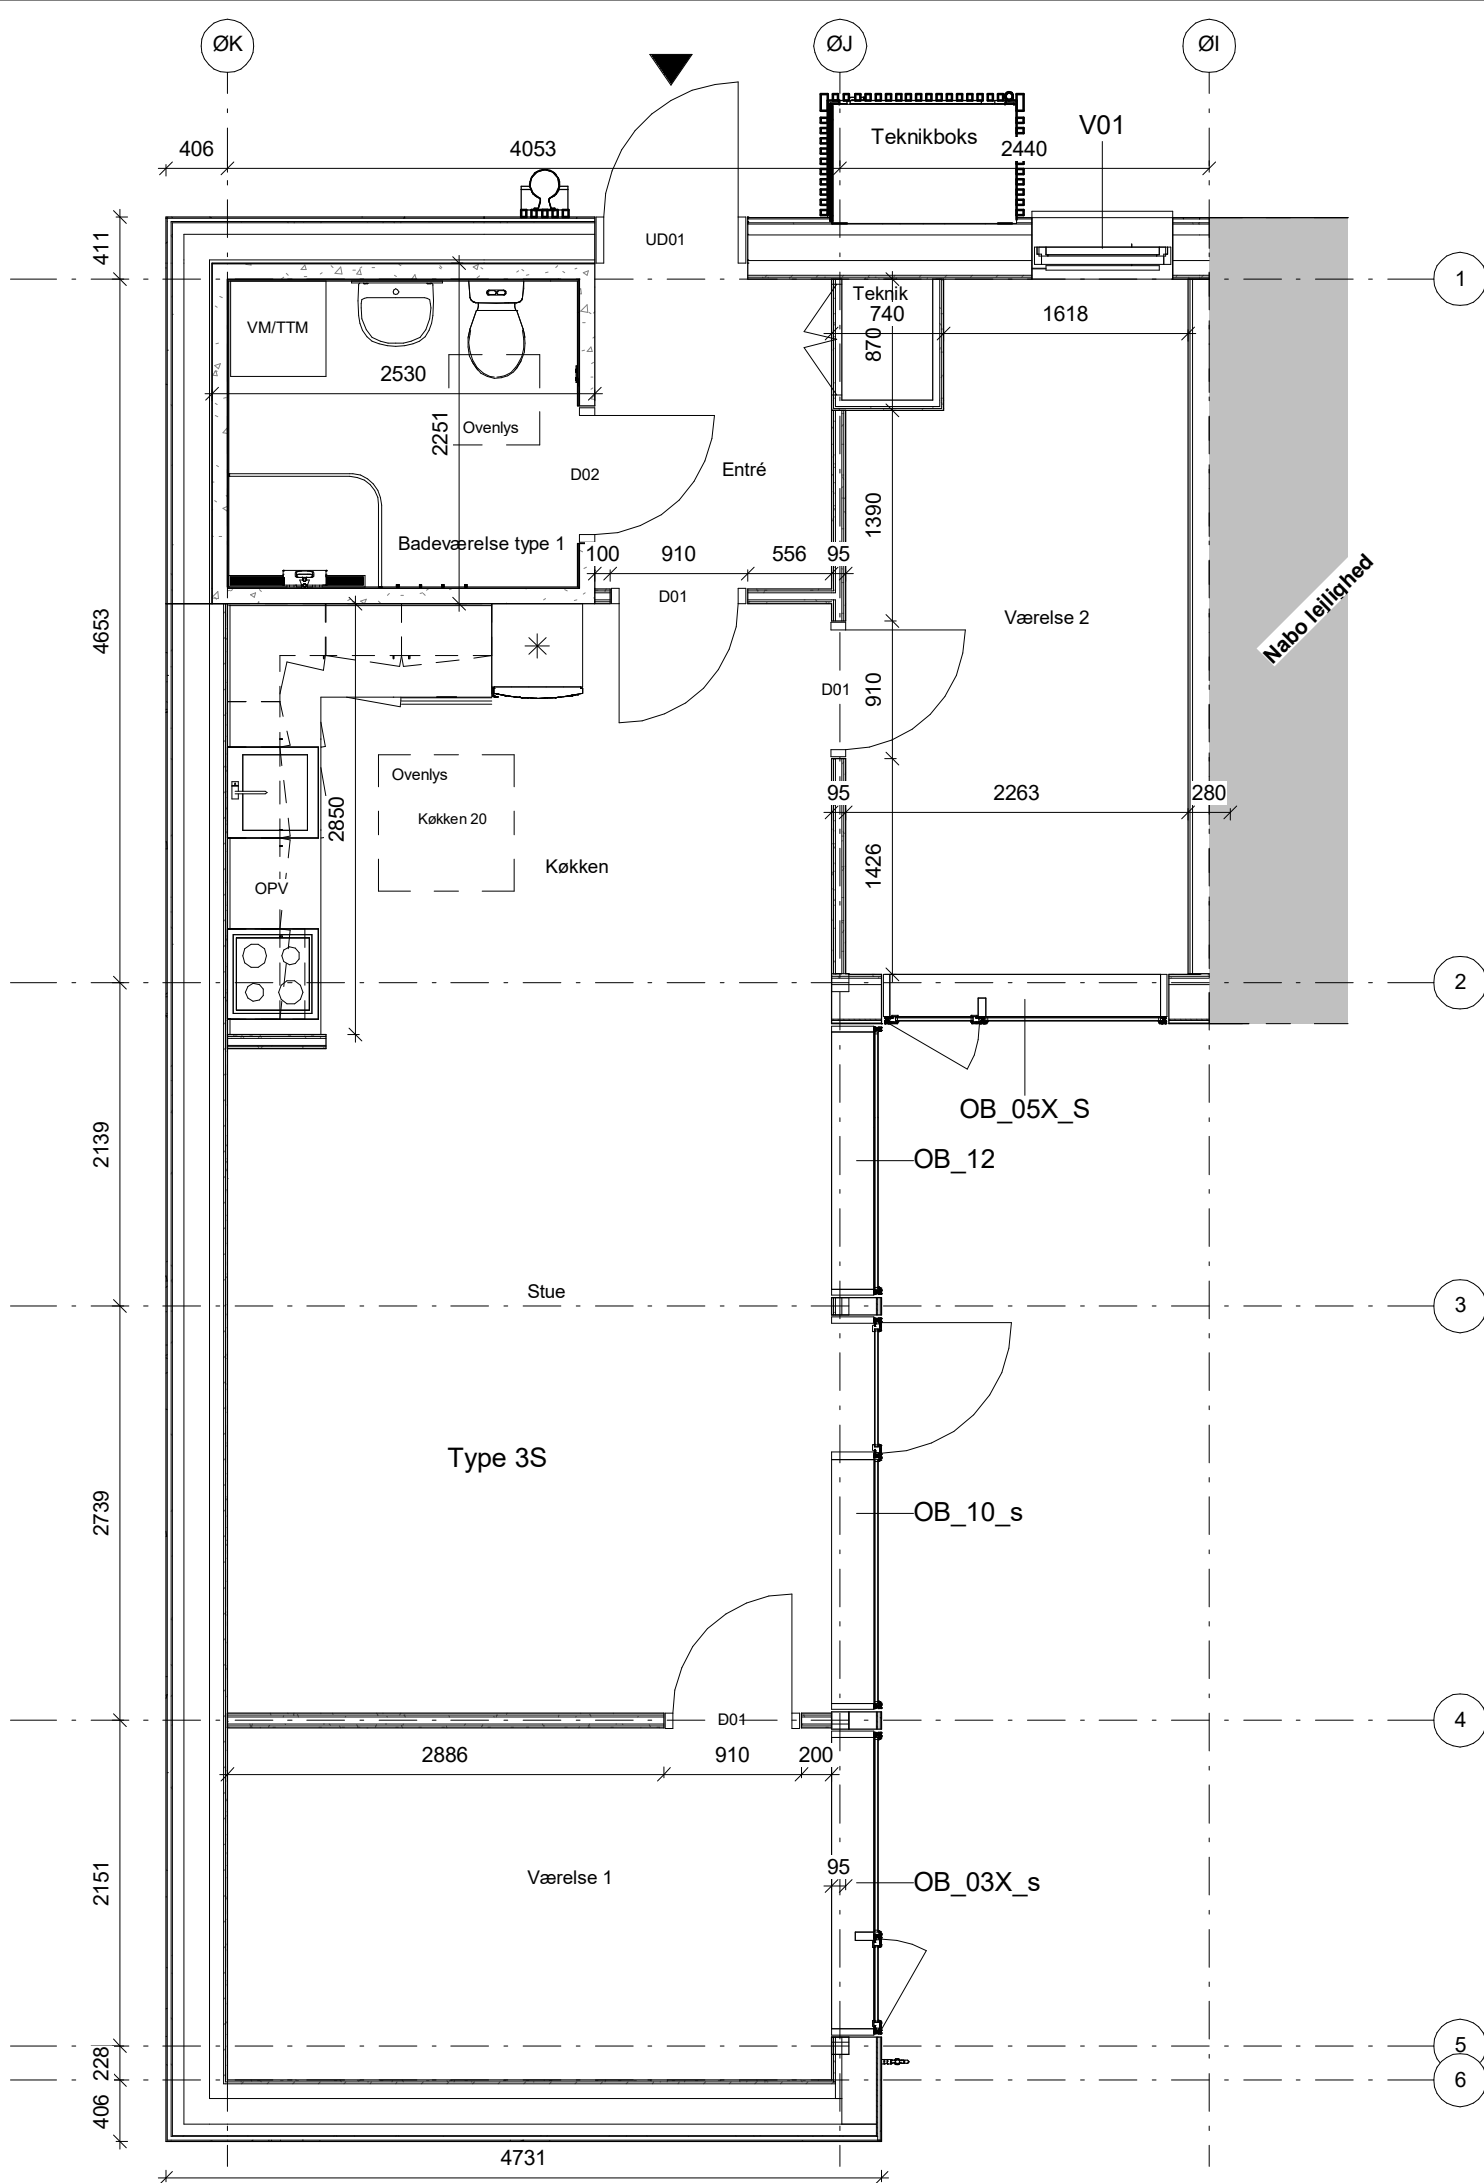 ØK
ØJ
ØI
Teknikboks
V01
406
4053
2440
411
UD01
1
Teknik
740
1618
870
VM/TTM
2530
2251
Ovenlys
D02
Entré
1390
Badeværelse type 1
100
910
556
95
D01
4653
Værelse 2
Nabo lejlighed
D01
910
Ovenlys
Køkken 20
2850
95
2263
280
Køkken
1426
OPV
2
OB_05X_S
2139
OB_12
Stue
3
Type 3S
2739
OB_10_s
D01
4
2886
910
200
2151
Værelse 1
95
OB_03X_s
5
228
6
406
4731